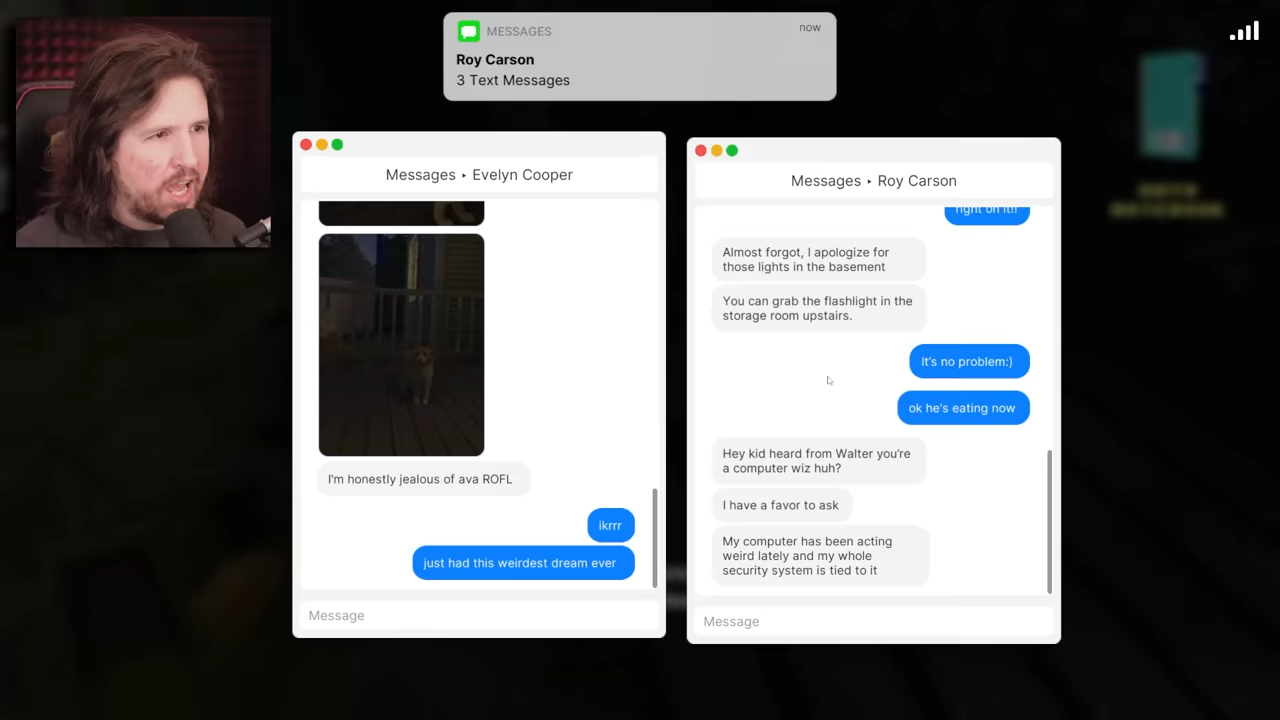 MESSAGES
now
Roy Carson
3 Text Messages
Messages ▸ Evelyn Cooper
I'm honestly jealous of ava ROFL
ikrrr
just had this weirdest dream ever
Message
Messages ▸ Roy Carson
right on it!!
Almost forgot, I apologize for
those lights in the basement
You can grab the flashlight in the
storage room upstairs.
It's no problem:)
ok he's eating now
Hey kid heard from Walter you're
a computer wiz huh?
I have a favor to ask
My computer has been acting
weird lately and my whole
security system is tied to it
Message